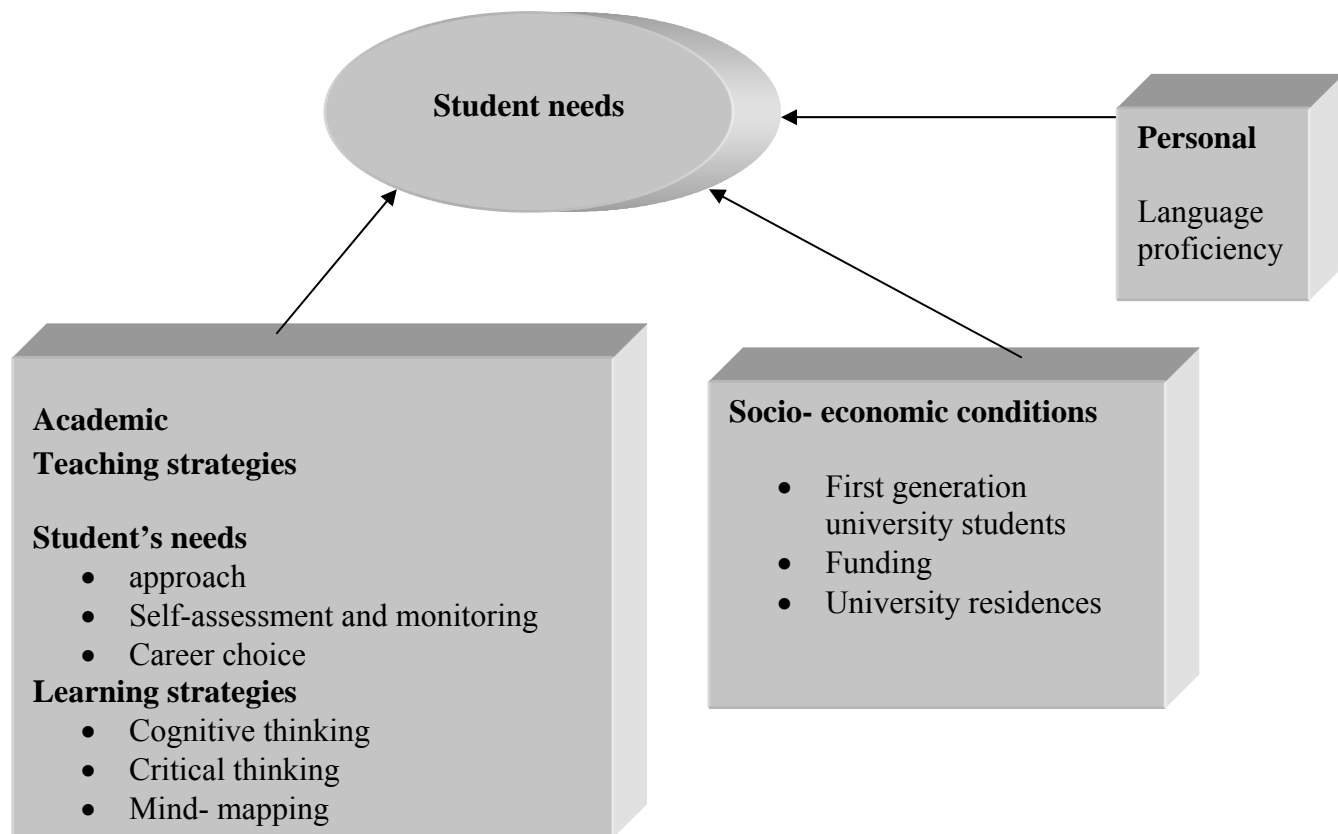 Student needs
Personal
Language
proficiency
Academic
Teaching strategies
Student’s needs
• approach
• Self-assessment and monitoring
• Career choice
Learning strategies
• Cognitive thinking
• Critical thinking
• Mind- mapping
Socio- economic conditions
• First generation
university students
• Funding
• University residences